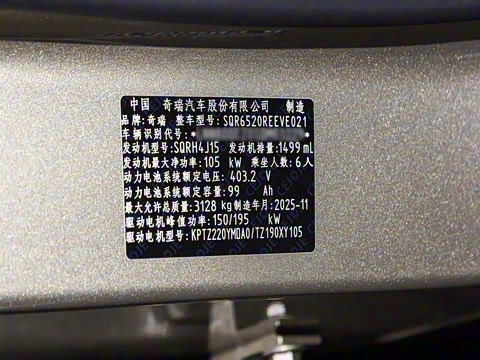 中国 奇瑞汽车股份有限公司 制造
品牌: 奇瑞 整车型号: SQR6520REEVE021
车辆识别代号: *
发动机型号: SQRH4J15 发动机排量: 1499 mL
发动机最大净功率: 105 kW 乘坐人数: 6人
动力电池系统额定电压: 403.2 V
动力电池系统额定容量: 99 Ah
最大允许总质量: 3128 kg 制造年月: 2025-11
驱动电机峰值功率: 150/195 kW
驱动电机型号: KPTZ220YMDA0/TZ190XY105